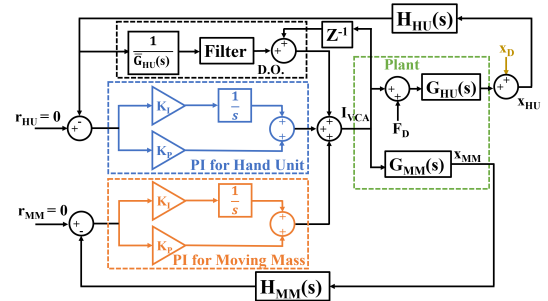 H_HU(s)
Z⁻¹
1
G̅_HU(s)
Filter
D.O.
x_D
Plant
G_HU(s)
x_HU
I_VCA
F_D
K_I
1
s
r_HU = 0
K_P
PI for Hand Unit
G_MM(s)
x_MM
K_I
1
s
r_MM = 0
K_P
PI for Moving Mass
H_MM(s)